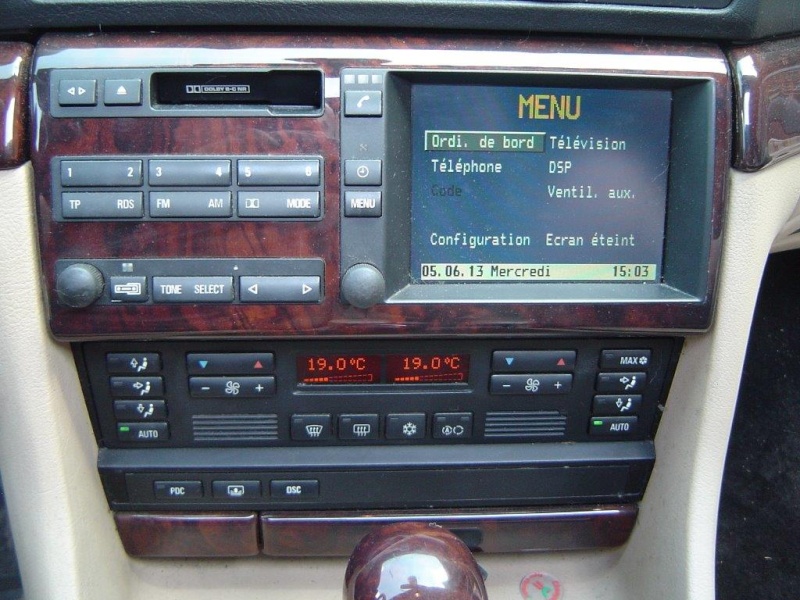 DOLBY B-C NR
MENU
Ordi. de bord Télévision
Téléphone DSP
Code Ventil. aux.
Configuration Ecran éteint
05.06.13 Mercredi 15:03
1 2 3 4 5 6
TP RDS FM AM MODE
MENU
TONE SELECT
19.0°C 19.0°C
MAX
AUTO AUTO
PDC OSC